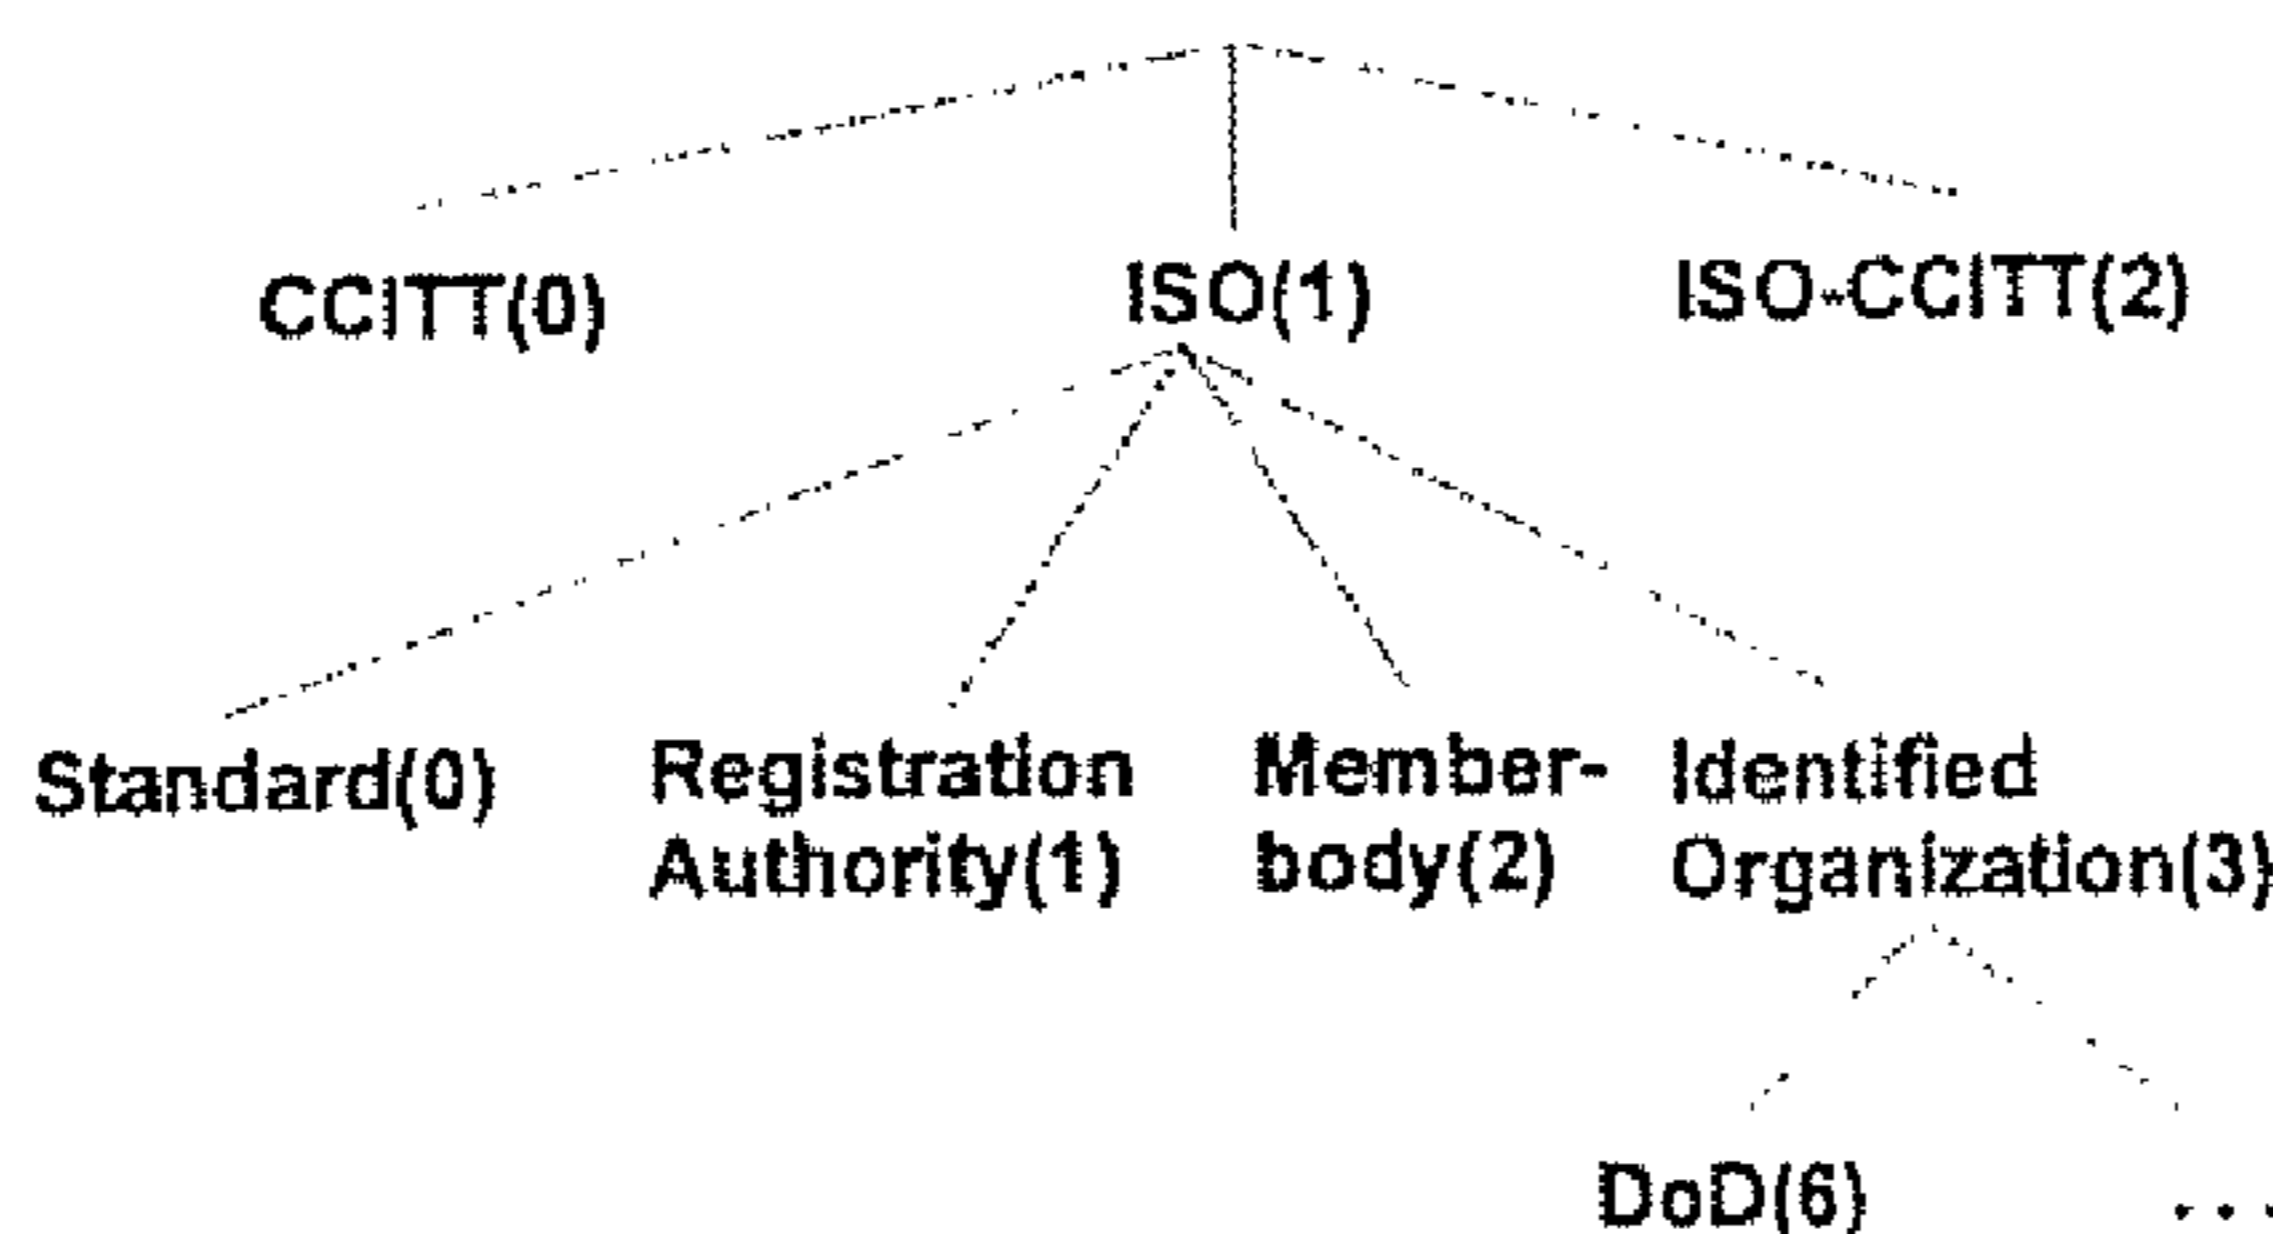 CCITT(0) ISO(1) ISO-CCITT(2)
Standard(0) Registration Authority(1) Member-body(2) Identified Organization(3)
DoD(6) ...